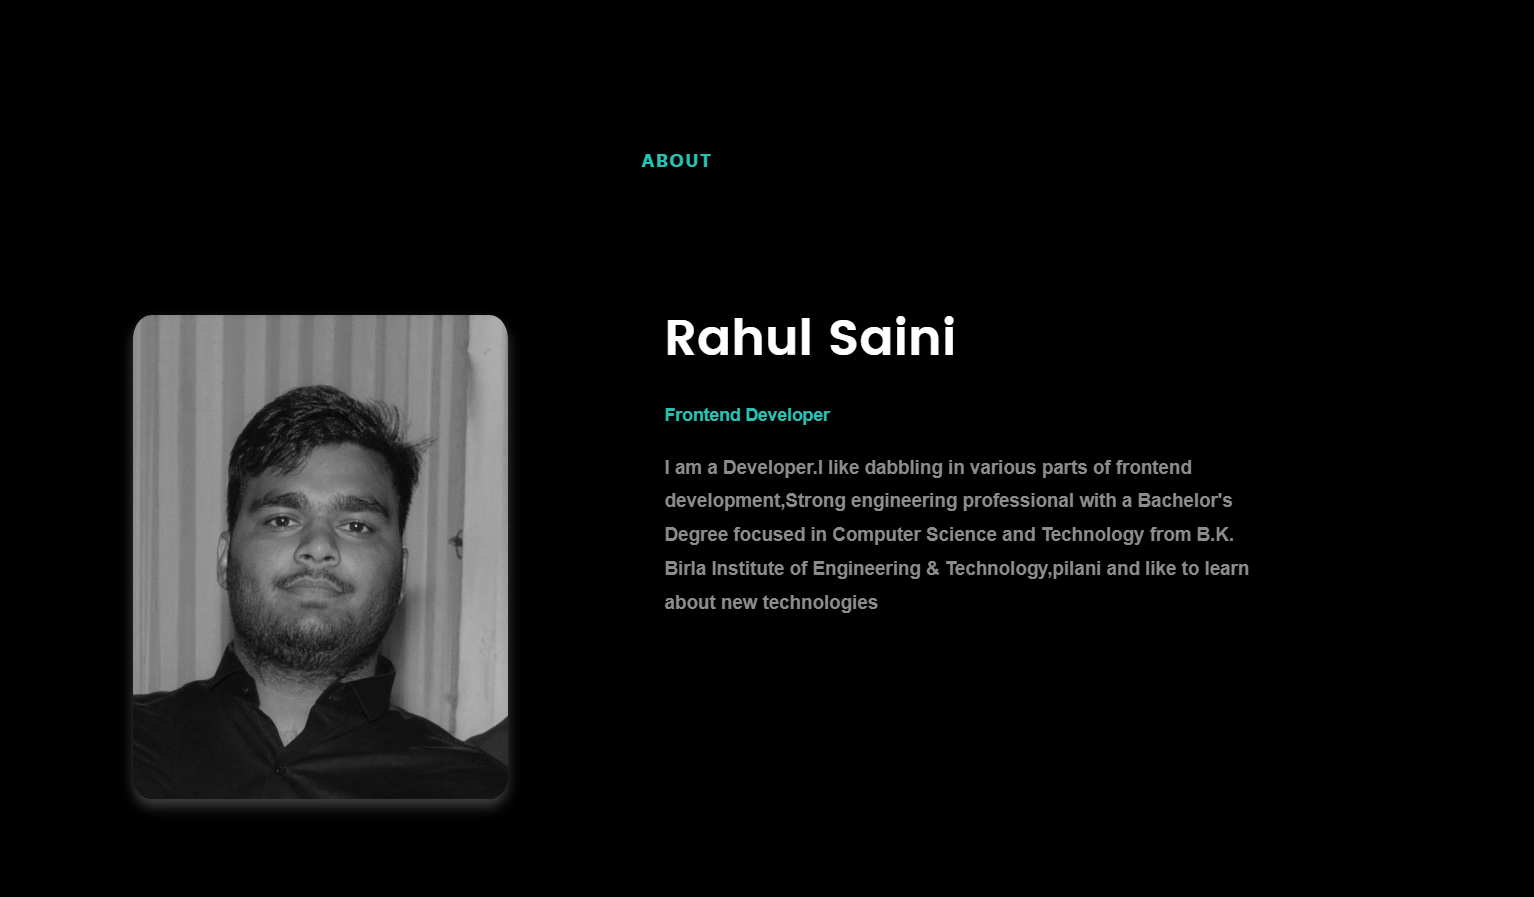 ABOUT
Rahul Saini
Frontend Developer
I am a Developer.I like dabbling in various parts of frontend
development,Strong engineering professional with a Bachelor's
Degree focused in Computer Science and Technology from B.K.
Birla Institute of Engineering & Technology,pilani and like to learn
about new technologies